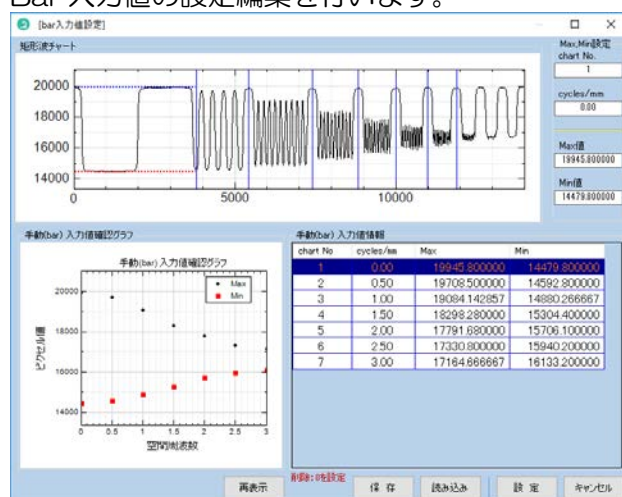 Bar 入力値の設定編集を行います。
[bar入力値設定]
矩形波チャート
20000
18000
16000
14000
0
5000
10000
Max,Min設定
chart No.
1
cycles/mm
0.00
Max値
19945.800000
Min値
14479.800000
手動(bar) 入力値確認グラフ
手動(bar) 入力値確認グラフ
Max
Min
20000
18000
16000
14000
ピクセル値
0 0.5 1 1.5 2 2.5 3
空間周波数
手動(bar) 入力値情報
chart No cycles/mm Max Min
1 0.00 19945.800000 14479.800000
2 0.50 19708.500000 14592.800000
3 1.00 19084.142857 14880.266667
4 1.50 18298.280000 15304.400000
5 2.00 17791.680000 15706.100000
6 2.50 17330.800000 15940.200000
7 3.00 17164.666667 16133.200000
再表示
削除:0を設定
保 存
読み込み
設 定
キャンセル